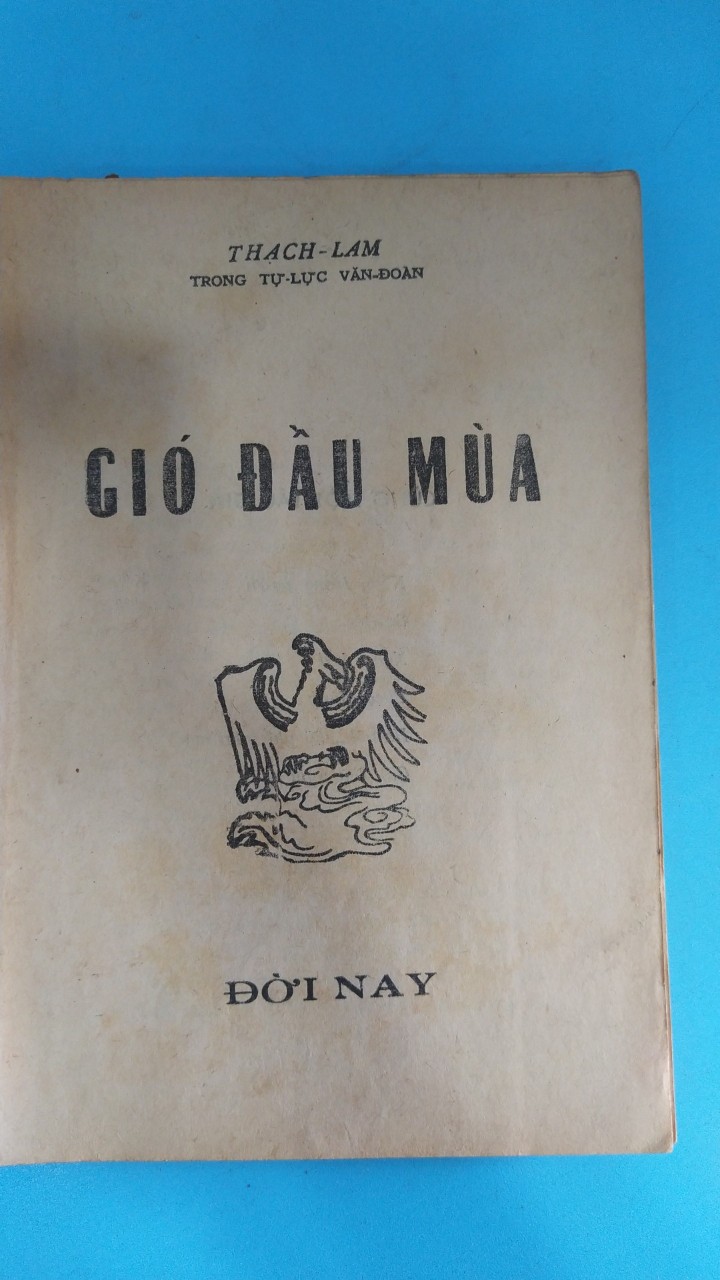 THẠCH-LAM
TRONG TỰ-LỰC VĂN-ĐOÀN
GIÓ ĐẦU MÙA
ĐỜI NAY